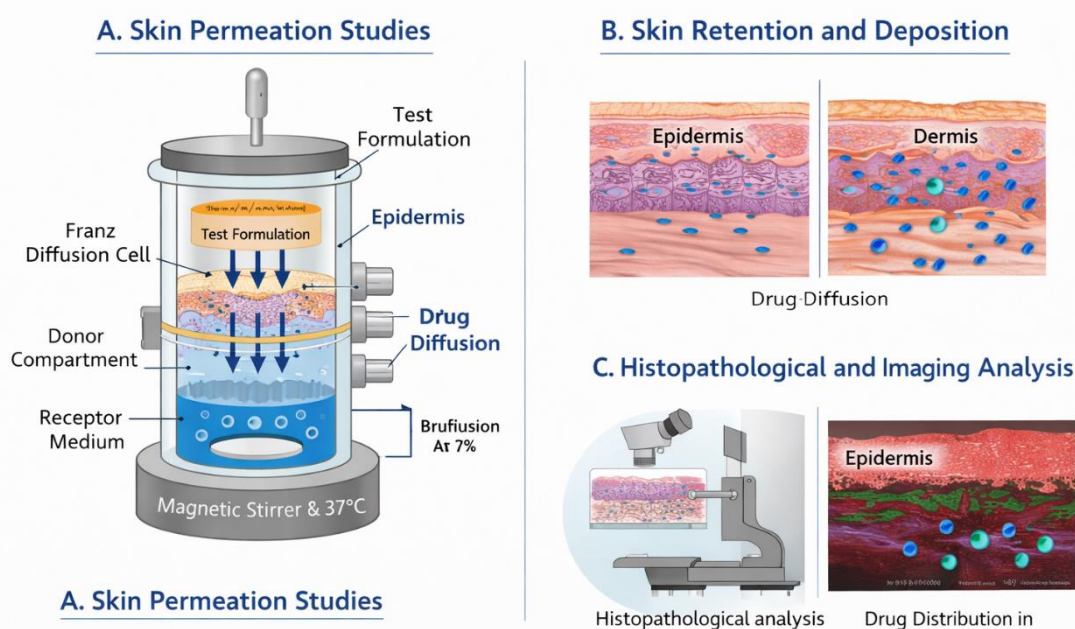 A. Skin Permeation Studies
Test
Formulation
Epidermis
Test Formulation
Franz
Diffusion Cell
Drug
Diffusion
Donor
Compartment
Receptor
Medium
Brufiusion
At 7%
Magnetic Stirrer & 37°C
A. Skin Permeation Studies
B. Skin Retention and Deposition
Epidermis
Dermis
Drug-Diffusion
C. Histopathological and Imaging Analysis
Epidermis
Histopathological analysis
Drug Distribution in